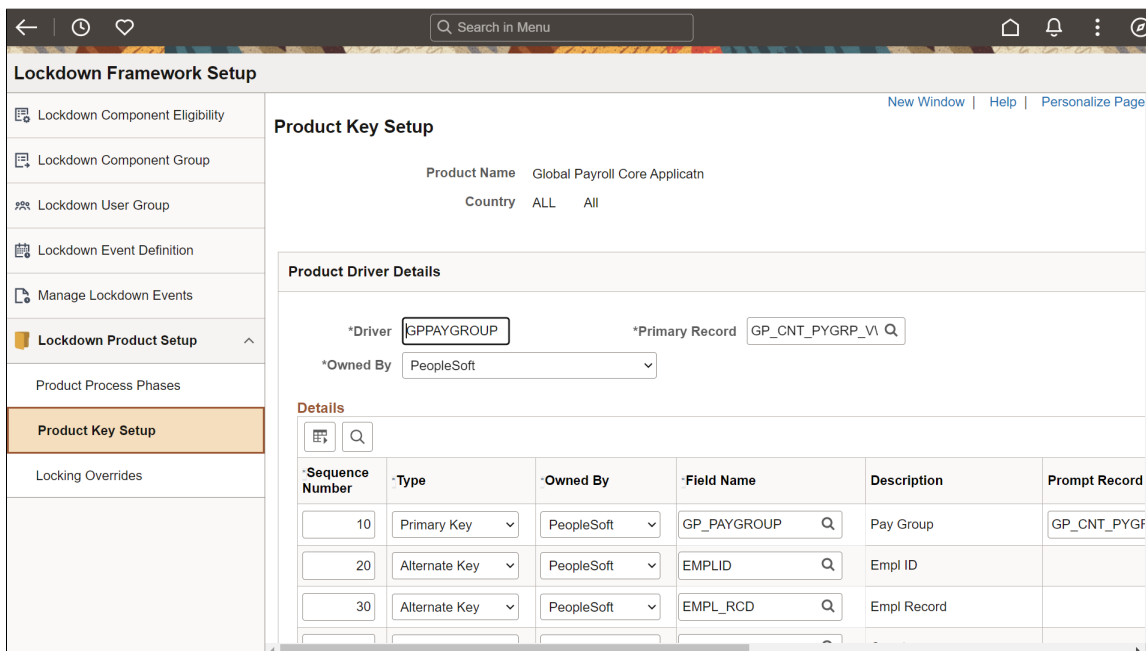 Search in Menu
Lockdown Framework Setup
New Window | Help | Personalize Page
Lockdown Component Eligibility
Product Key Setup
Lockdown Component Group
Product Name Global Payroll Core Applicatn
Lockdown User Group
Country ALL All
Lockdown Event Definition
Product Driver Details
Manage Lockdown Events
*Driver GPPAYGROUP *Primary Record GP_CNT_PYGRP_V
Lockdown Product Setup
*Owned By PeopleSoft
Product Process Phases
Details
Product Key Setup
Locking Overrides
*Sequence Number *Type *Owned By *Field Name Description Prompt Record
10 Primary Key PeopleSoft GP_PAYGROUP Pay Group GP_CNT_PYG
20 Alternate Key PeopleSoft EMPLID Empl ID
30 Alternate Key PeopleSoft EMPL_RCD Empl Record